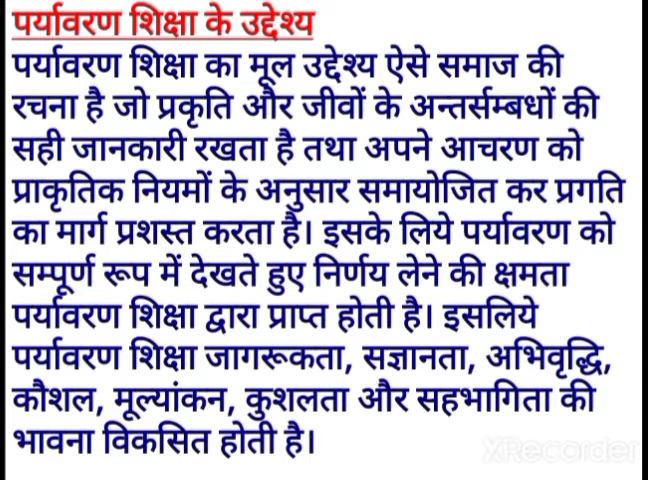 पर्यावरण शिक्षा के उद्देश्य
पर्यावरण शिक्षा का मूल उद्देश्य ऐसे समाज की
रचना है जो प्रकृति और जीवों के अन्तर्सम्बधों की
सही जानकारी रखता है तथा अपने आचरण को
प्राकृतिक नियमों के अनुसार समायोजित कर प्रगति
का मार्ग प्रशस्त करता है। इसके लिये पर्यावरण को
सम्पूर्ण रूप में देखते हुए निर्णय लेने की क्षमता
पर्यावरण शिक्षा द्वारा प्राप्त होती है। इसलिये
पर्यावरण शिक्षा जागरूकता, सज्ञानता, अभिवृद्धि,
कौशल, मूल्यांकन, कुशलता और सहभागिता की
भावना विकसित होती है।
XRecorder